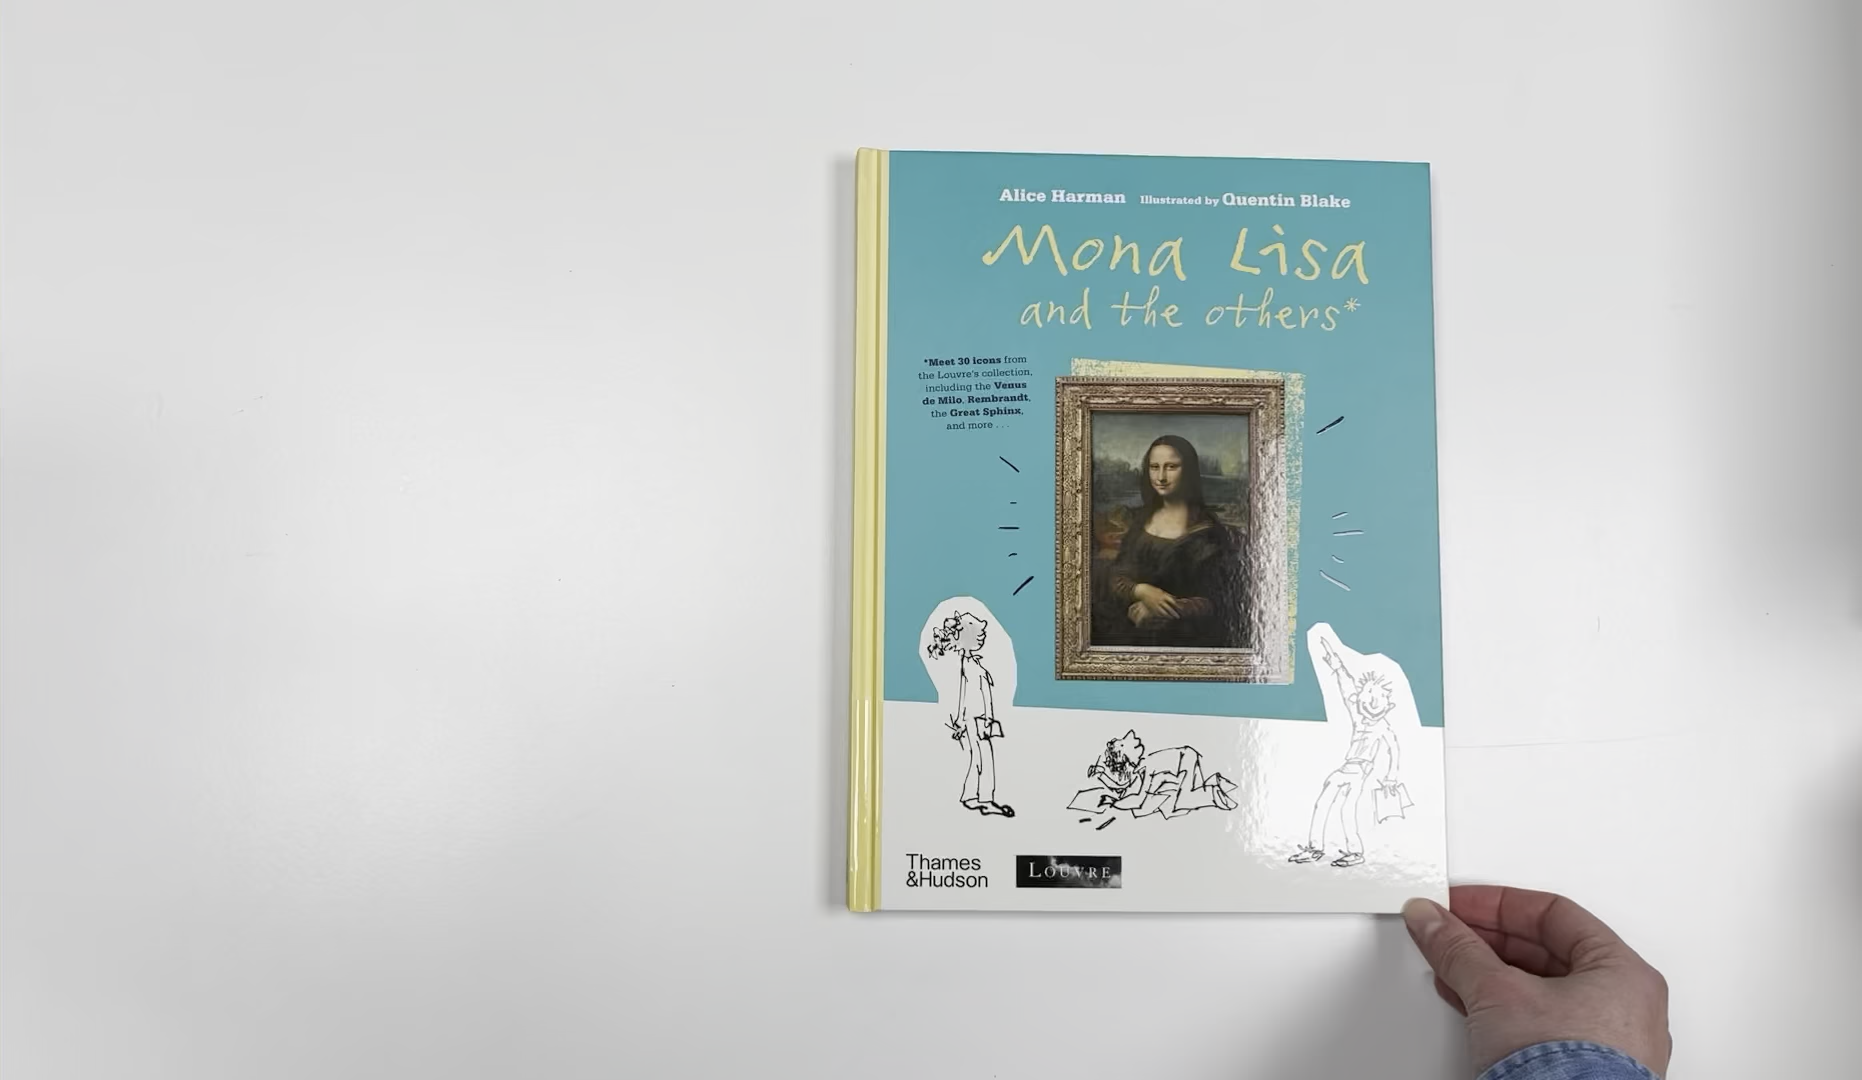 Alice Harman Illustrated by Quentin Blake
Mona Lisa
and the others*
*Meet 30 icons from
the Louvre's collection,
including the Venus
de Milo, Rembrandt,
the Great Sphinx,
and more . . .
Thames
&Hudson
LOUVRE